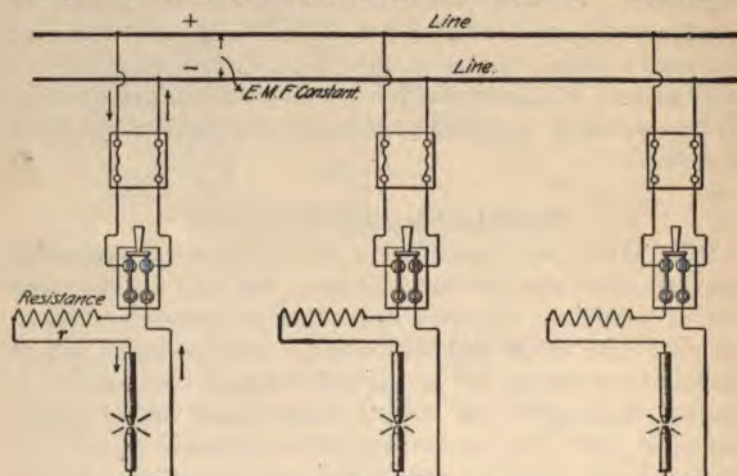 + Line
− Line.
E.M.F Constant.
Resistance
r